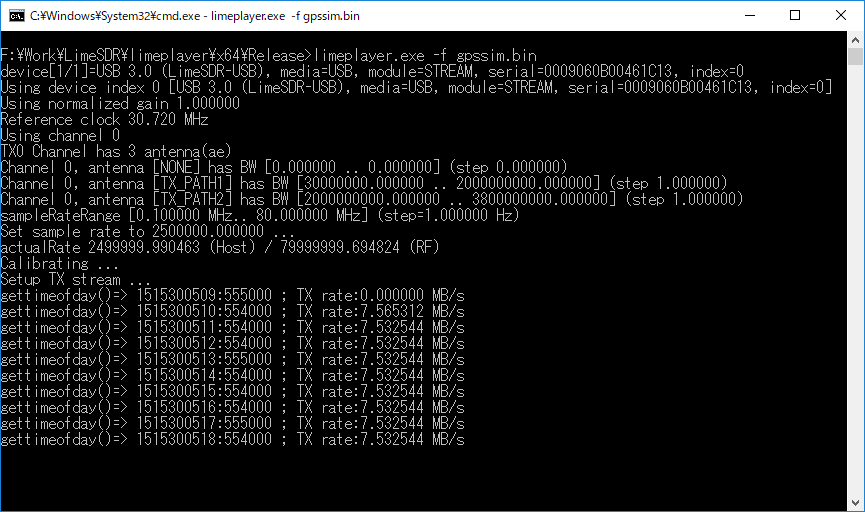 C:¥Windows¥System32¥cmd.exe - limeplayer.exe  -f gpssim.bin
F:¥Work¥LimeSDR¥limeplayer¥x64¥Release>limeplayer.exe -f gpssim.bin
device[1/1]=USB 3.0 (LimeSDR-USB), media=USB, module=STREAM, serial=0009060B00461C13, index=0
Using device index 0 [USB 3.0 (LimeSDR-USB), media=USB, module=STREAM, serial=0009060B00461C13, index=0]
Using normalized gain 1.000000
Reference clock 30.720 MHz
Using channel 0
TX0 Channel has 3 antenna(ae)
Channel 0, antenna [NONE] has BW [0.000000 .. 0.000000] (step 0.000000)
Channel 0, antenna [TX_PATH1] has BW [30000000.000000 .. 2000000000.000000] (step 1.000000)
Channel 0, antenna [TX_PATH2] has BW [2000000000.000000 .. 3800000000.000000] (step 1.000000)
sampleRateRange [0.100000 MHz.. 80.000000 MHz] (step=1.000000 Hz)
Set sample rate to 2500000.000000 ...
actualRate 2499999.990463 (Host) / 79999999.694824 (RF)
Calibrating ...
Setup TX stream ...
gettimeofday()=> 1515300509:555000 ; TX rate:0.000000 MB/s
gettimeofday()=> 1515300510:554000 ; TX rate:7.565312 MB/s
gettimeofday()=> 1515300511:554000 ; TX rate:7.532544 MB/s
gettimeofday()=> 1515300512:554000 ; TX rate:7.532544 MB/s
gettimeofday()=> 1515300513:555000 ; TX rate:7.532544 MB/s
gettimeofday()=> 1515300514:554000 ; TX rate:7.532544 MB/s
gettimeofday()=> 1515300515:554000 ; TX rate:7.532544 MB/s
gettimeofday()=> 1515300516:554000 ; TX rate:7.532544 MB/s
gettimeofday()=> 1515300517:555000 ; TX rate:7.532544 MB/s
gettimeofday()=> 1515300518:554000 ; TX rate:7.532544 MB/s